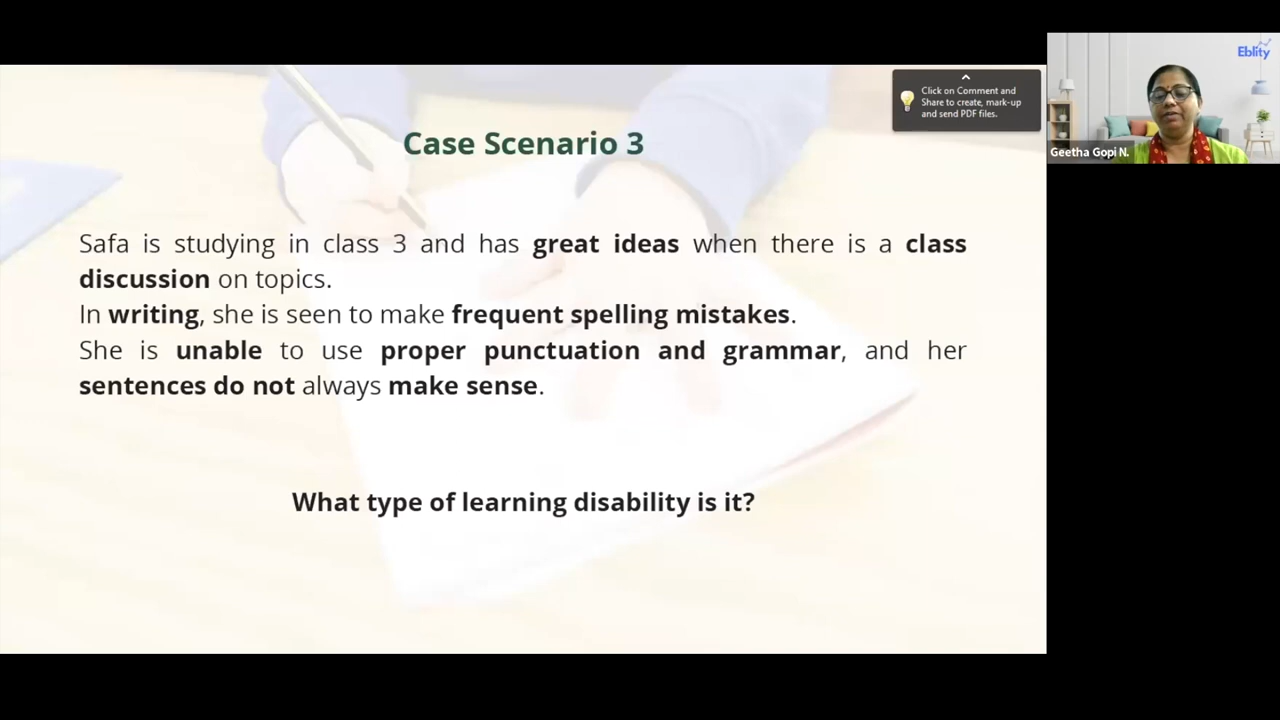 Case Scenario 3
Safa is studying in class 3 and has great ideas when there is a class
discussion on topics.
In writing, she is seen to make frequent spelling mistakes.
She is unable to use proper punctuation and grammar, and her
sentences do not always make sense.
What type of learning disability is it?
Click on Comment and
Share to create, mark-up
and send PDF files.
Eblity
Geetha Gopi N.